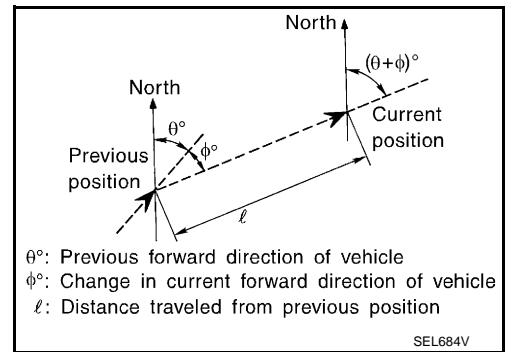 North
(θ+ϕ)°
North
θ°
ϕ°
Current
position
Previous
position
ℓ
θ°: Previous forward direction of vehicle
ϕ°: Change in current forward direction of vehicle
ℓ: Distance traveled from previous position
SEL684V